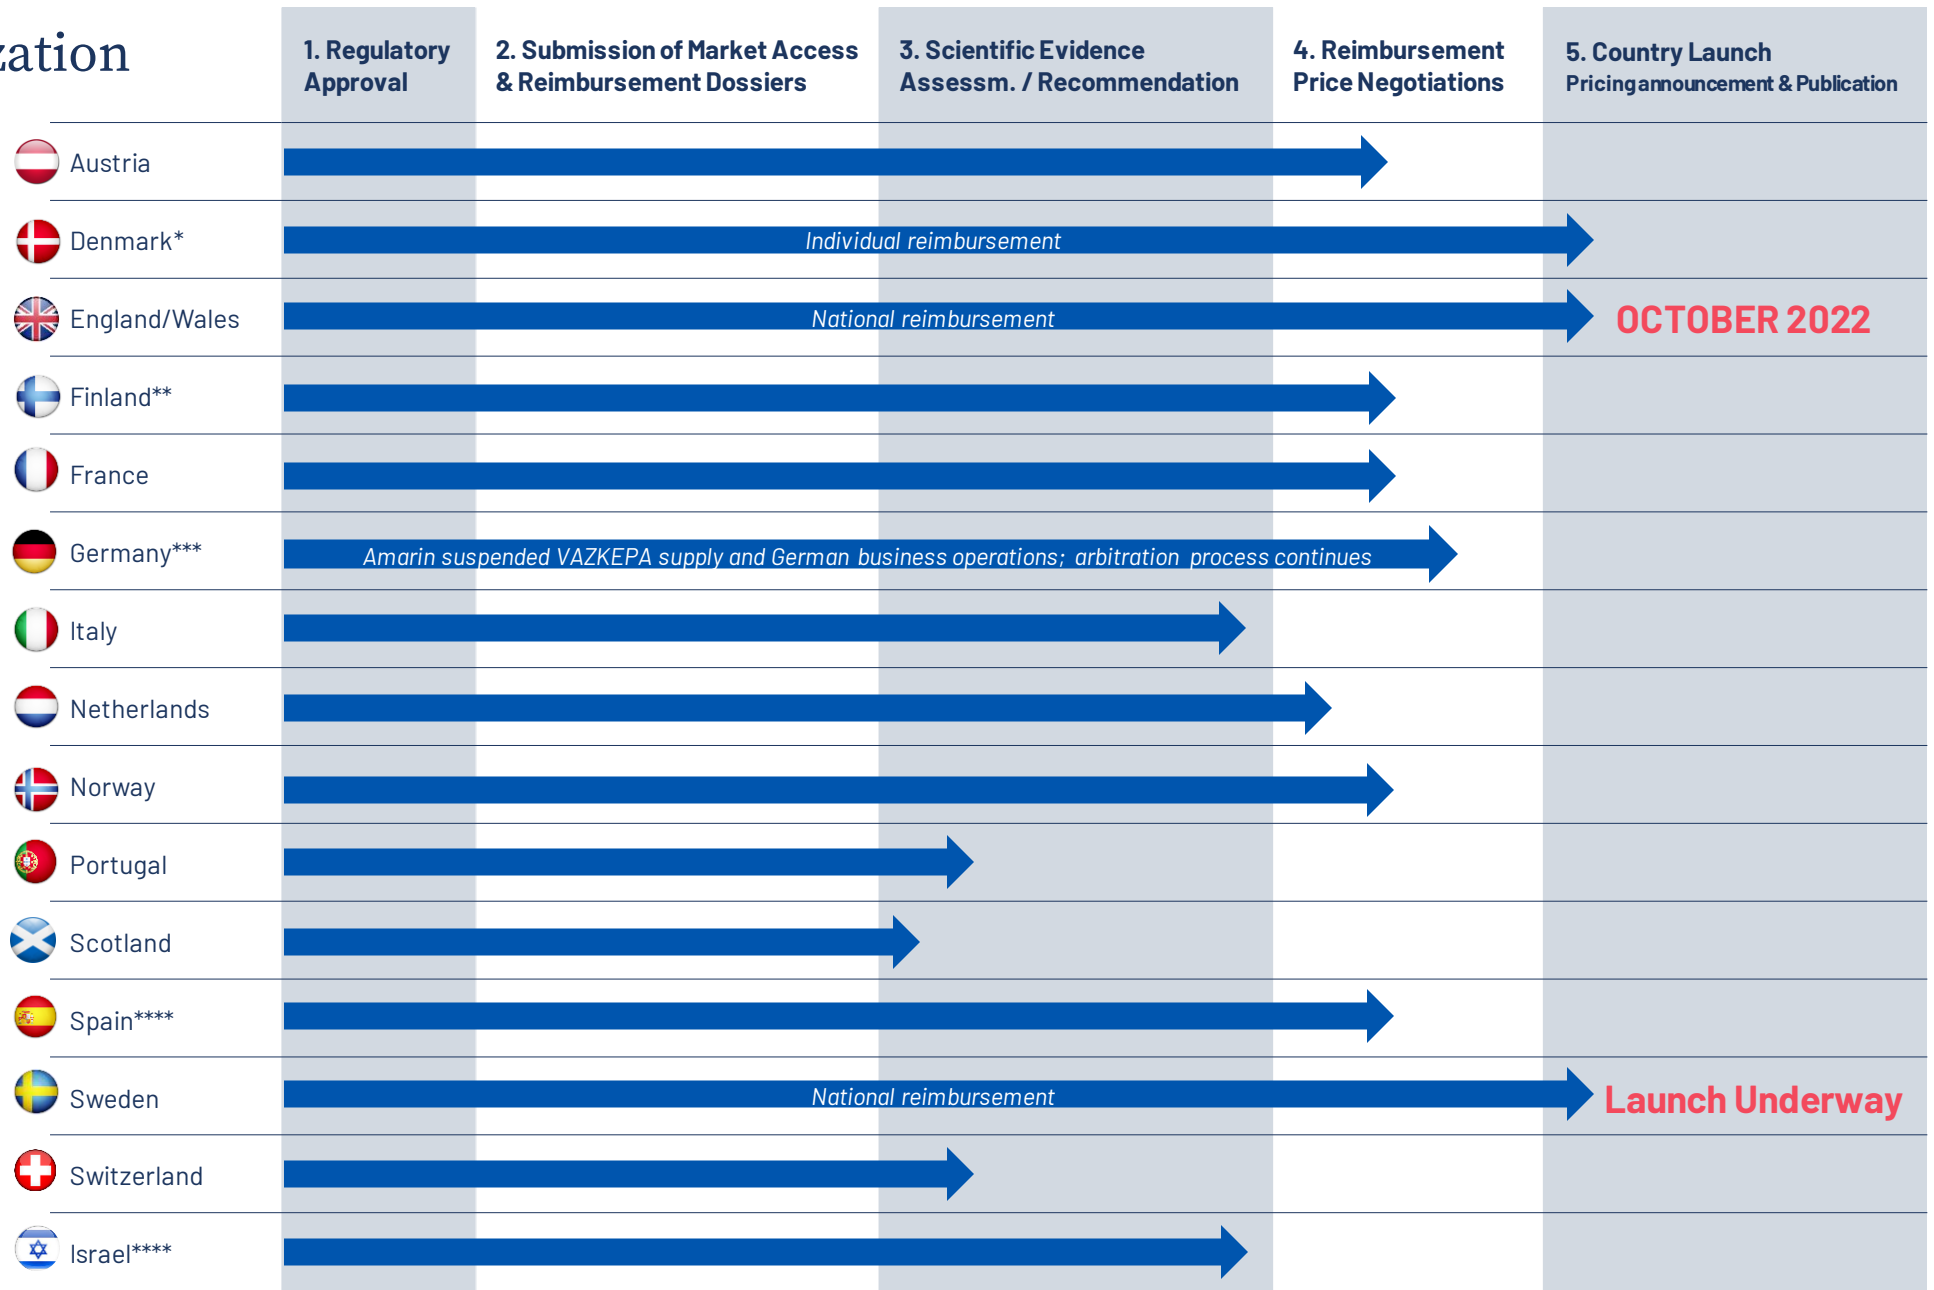 zation
1. Regulatory
Approval
2. Submission of Market Access
& Reimbursement Dossiers
3. Scientific Evidence
Assessm. / Recommendation
4. Reimbursement
Price Negotiations
5. Country Launch
Pricing announcement & Publication
Austria
Denmark*
Individual reimbursement
England/Wales
National reimbursement
OCTOBER 2022
Finland**
France
Germany***
Amarin suspended VAZKEPA supply and German business operations; arbitration process continues
Italy
Netherlands
Norway
Portugal
Scotland
Spain****
Sweden
National reimbursement
Launch Underway
Switzerland
Israel****